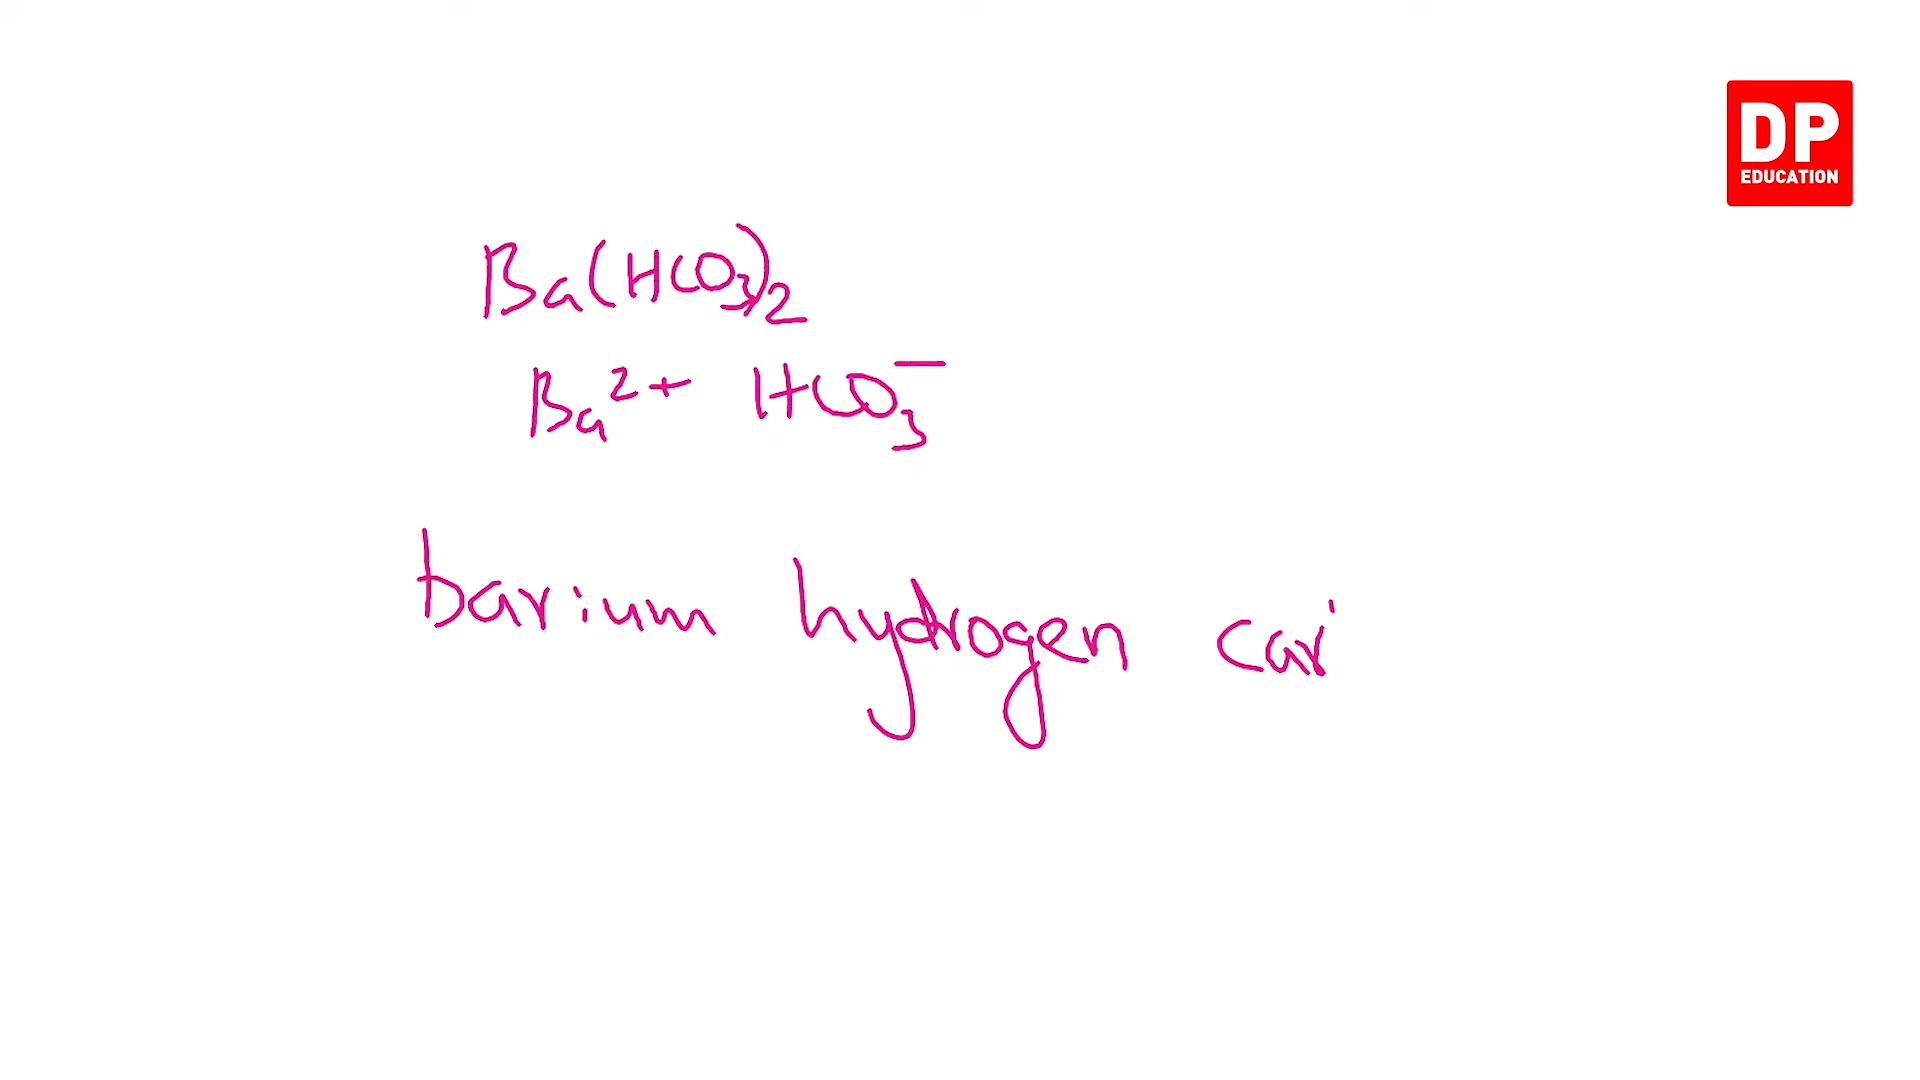 DP
EDUCATION
Ba(HCO₃)₂
Ba²⁺ HCO₃⁻
barium hydrogen car